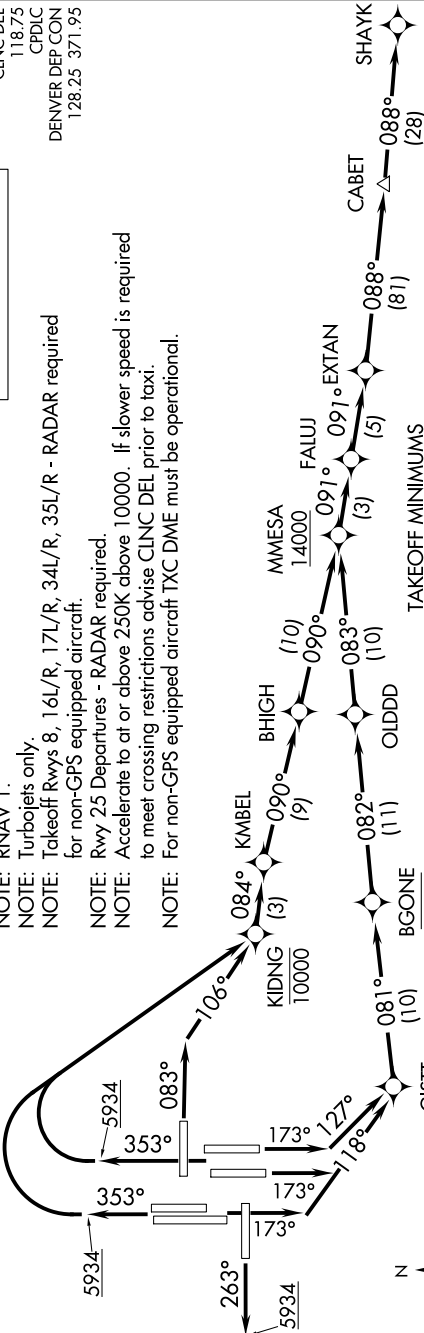 118.75
CPDLC
DENVER DEP CON
128.25 371.95
NOTE: RNAV 1.
NOTE: Turbojets only.
NOTE: Takeoff Rwys 8, 16L/R, 17L/R, 34L/R, 35L/R - RADAR required
for non-GPS equipped aircraft.
NOTE: Rwy 25 Departures - RADAR required.
NOTE: Accelerate to at or above 250K above 10000. If slower speed is required
to meet crossing restrictions advise CLNC DEL prior to taxi.
NOTE: For non-GPS equipped aircraft TXC DME must be operational.
SHAYK
088°
(28)
CABET
088°
(81)
EXTAN
091°
(5)
FALUJ
091°
(3)
MMESA
14000
(10)
090°
083°
(10)
BHIGH
OLDDD
090°
(9)
082°
(11)
KMBEL
084°
(3)
KIDNG
10000
BGONE
081°
(10)
106°
083°
5934
353°
353°
5934
173°
127°
173°
118°
173°
263°
5934
N
TAKEOFF MINIMUMS